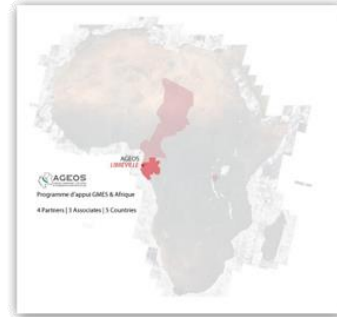 AGEOS
LIBREVILLE
AGEOS
Programme d'appui GMES & Afrique
4 Partners | 3 Associates | 5 Countries